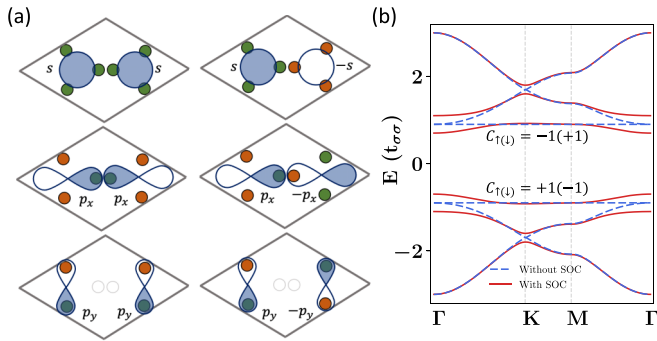 (a)
s s
s −s
p_x p_x
p_x −p_x
p_y p_y
p_y −p_y
(b)
E (t_σσ)
2
0
−2
C_↑(↓) = −1(+1)
C_↑(↓) = +1(−1)
Without SOC
With SOC
Γ K M Γ